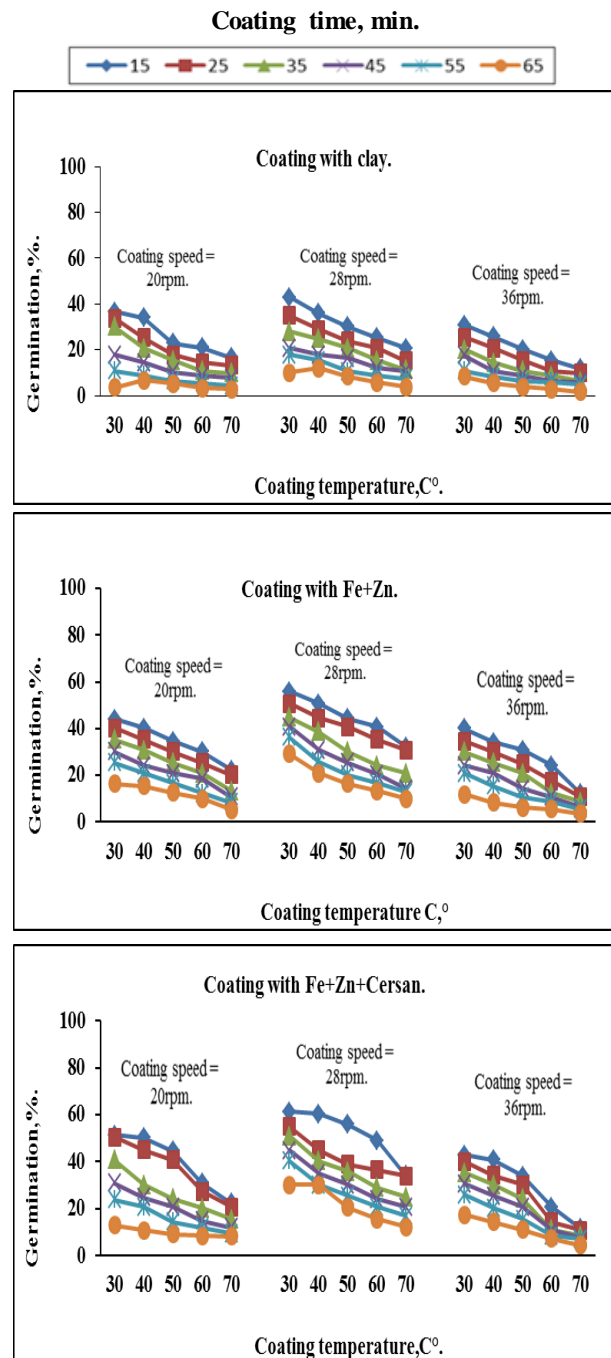 Coating time, min.
15 25 35 45 55 65
Coating with clay.
Germination,%.
100
80
60
40
20
0
Coating speed =
20rpm.
Coating speed =
28rpm.
Coating speed =
36rpm.
30 40 50 60 70 30 40 50 60 70 30 40 50 60 70
Coating temperature,C°.
Coating with Fe+Zn.
Germination,%.
100
80
60
40
20
0
Coating speed =
20rpm.
Coating speed =
28rpm.
Coating speed =
36rpm.
30 40 50 60 70 30 40 50 60 70 30 40 50 60 70
Coating temperature C,°
Coating with Fe+Zn+Cersan.
Germination,%.
100
80
60
40
20
0
Coating speed =
20rpm.
Coating speed =
28rpm.
Coating speed =
36rpm.
30 40 50 60 70 30 40 50 60 70 30 40 50 60 70
Coating temperature,C°.